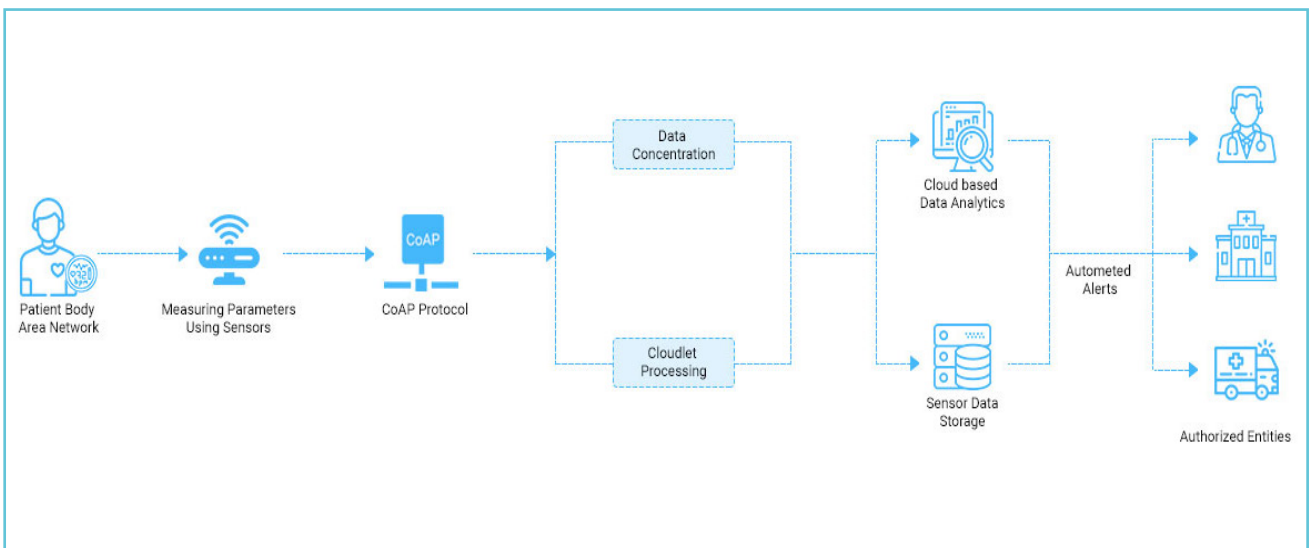 Patient Body
Area Network
Measuring Parameters
Using Sensors
CoAP
CoAP Protocol
Data
Concentration
Cloudlet
Processing
Cloud based
Data Analytics
Sensor Data
Storage
Autometed
Alerts
Authorized Entities